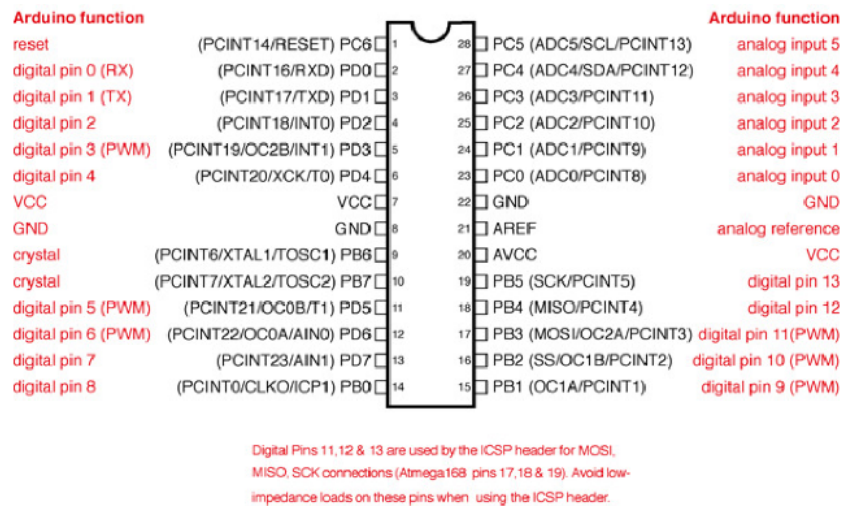 Arduino function Arduino function
reset (PCINT14/RESET) PC6 1 28 PC5 (ADC5/SCL/PCINT13) analog input 5
digital pin 0 (RX) (PCINT16/RXD) PD0 2 27 PC4 (ADC4/SDA/PCINT12) analog input 4
digital pin 1 (TX) (PCINT17/TXD) PD1 3 26 PC3 (ADC3/PCINT11) analog input 3
digital pin 2 (PCINT18/INT0) PD2 4 25 PC2 (ADC2/PCINT10) analog input 2
digital pin 3 (PWM) (PCINT19/OC2B/INT1) PD3 5 24 PC1 (ADC1/PCINT9) analog input 1
digital pin 4 (PCINT20/XCK/T0) PD4 6 23 PC0 (ADC0/PCINT8) analog input 0
VCC VCC 7 22 GND GND
GND GND 8 21 AREF analog reference
crystal (PCINT6/XTAL1/TOSC1) PB6 9 20 AVCC VCC
crystal (PCINT7/XTAL2/TOSC2) PB7 10 19 PB5 (SCK/PCINT5) digital pin 13
digital pin 5 (PWM) (PCINT21/OC0B/T1) PD5 11 18 PB4 (MISO/PCINT4) digital pin 12
digital pin 6 (PWM) (PCINT22/OC0A/AIN0) PD6 12 17 PB3 (MOSI/OC2A/PCINT3) digital pin 11(PWM)
digital pin 7 (PCINT23/AIN1) PD7 13 16 PB2 (SS/OC1B/PCINT2) digital pin 10 (PWM)
digital pin 8 (PCINT0/CLKO/ICP1) PB0 14 15 PB1 (OC1A/PCINT1) digital pin 9 (PWM)
Digital Pins 11,12 & 13 are used by the ICSP header for MOSI,
MISO, SCK connections (Atmega168 pins 17,18 & 19). Avoid low-
impedance loads on these pins when using the ICSP header.